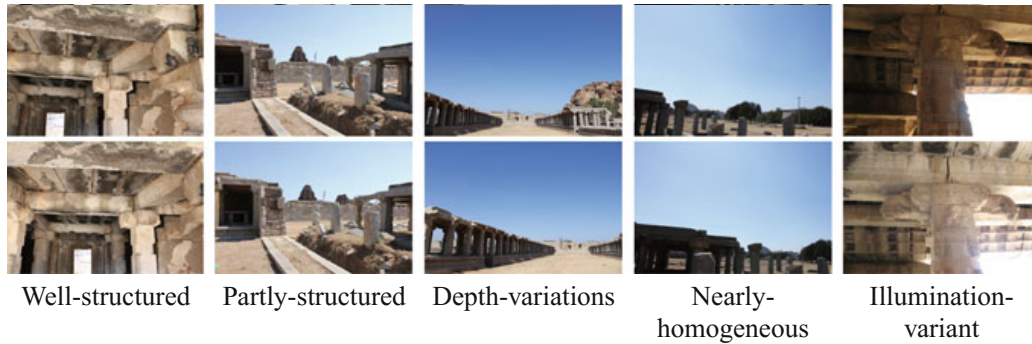 Well-structured
Partly-structured
Depth-variations
Nearly-
homogeneous
Illumination-
variant